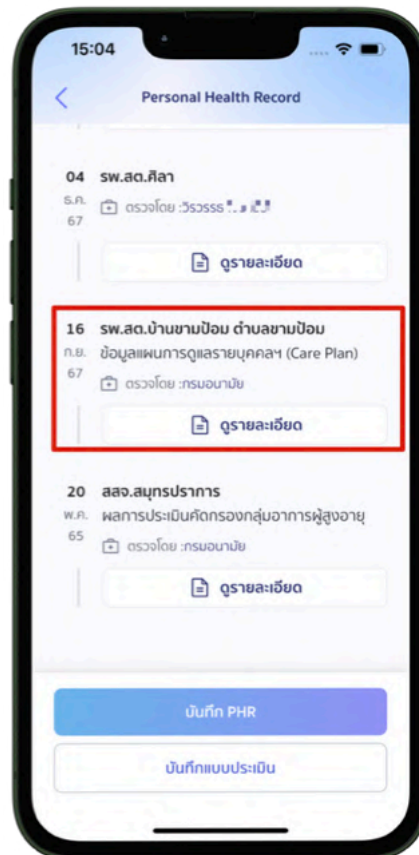 15:04
Personal Health Record
04 รพ.สต.ศิลา
ธ.ค. ตรวจโดย :วิรวรรธ
67
ดูรายละเอียด
16 รพ.สต.บ้านขามป้อม ตำบลขามป้อม
ก.ย. ข้อมูลแผนการดูแลรายบุคคลฯ (Care Plan)
67 ตรวจโดย :กรมอนามัย
ดูรายละเอียด
20 สสจ.สมุทรปราการ
พ.ค. ผลการประเมินคัดกรองกลุ่มอาการผู้สูงอายุ
65 ตรวจโดย :กรมอนามัย
ดูรายละเอียด
บันทึก PHR
บันทึกแบบประเมิน